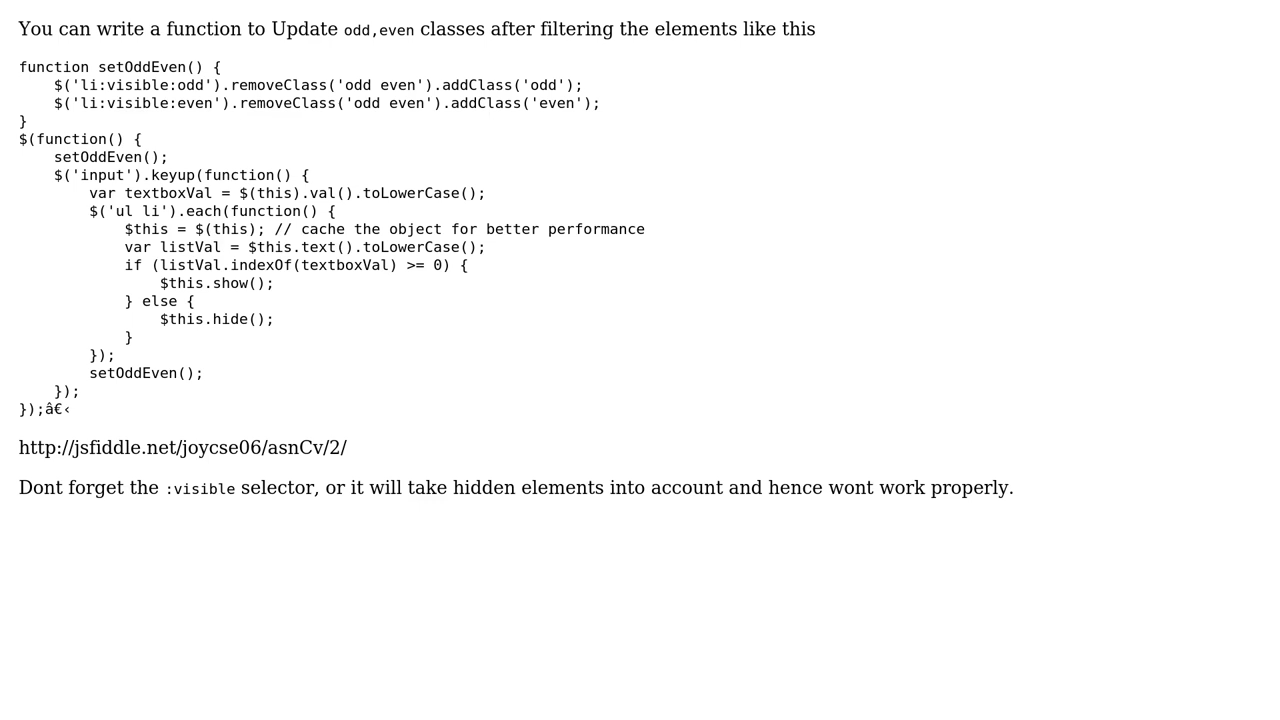 You can write a function to Update odd,even classes after filtering the elements like this
function setOddEven() {
    $('li:visible:odd').removeClass('odd even').addClass('odd');
    $('li:visible:even').removeClass('odd even').addClass('even');
}
$(function() {
    setOddEven();
    $('input').keyup(function() {
        var textboxVal = $(this).val().toLowerCase();
        $('ul li').each(function() {
            $this = $(this); // cache the object for better performance
            var listVal = $this.text().toLowerCase();
            if (listVal.indexOf(textboxVal) >= 0) {
                $this.show();
            } else {
                $this.hide();
            }
        });
        setOddEven();
    });
});â€‹
http://jsfiddle.net/joycse06/asnCv/2/
Dont forget the :visible selector, or it will take hidden elements into account and hence wont work properly.